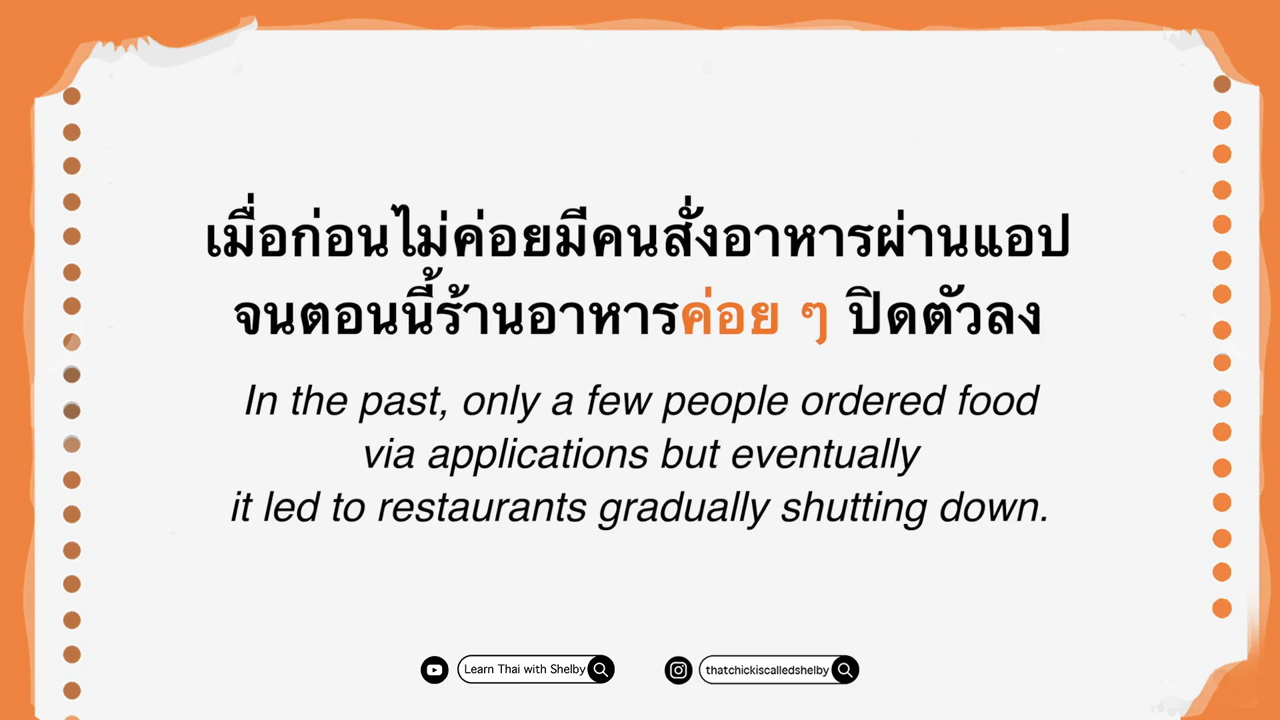 เมื่อก่อนไม่ค่อยมีคนสั่งอาหารผ่านแอป
จนตอนนี้ร้านอาหารค่อย ๆ ปิดตัวลง
In the past, only a few people ordered food
via applications but eventually
it led to restaurants gradually shutting down.
Learn Thai with Shelby
thatchickiscalledshelby